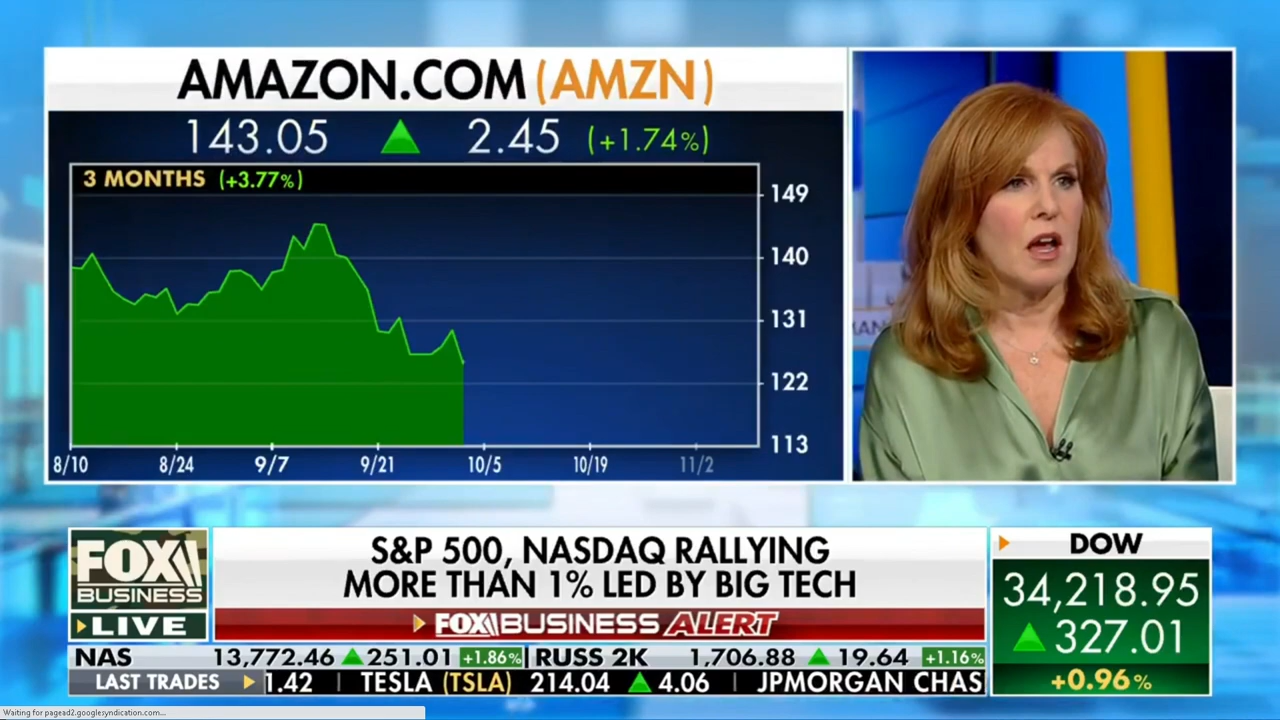 AMAZON.COM (AMZN)
143.05 ▲ 2.45 (+1.74%)
3 MONTHS (+3.77%)
149
140
131
122
113
8/10 8/24 9/7 9/21 10/5 10/19 11/2
FOX
BUSINESS
LIVE
S&P 500, NASDAQ RALLYING
MORE THAN 1% LED BY BIG TECH
FOX BUSINESS ALERT
DOW
34,218.95
▲ 327.01
+0.96%
NAS 13,772.46 ▲ 251.01 +1.86% RUSS 2K 1,706.88 ▲ 19.64 +1.16%
LAST TRADES 1.42 | TESLA (TSLA) 214.04 ▲ 4.06 | JPMORGAN CHAS
Waiting for pagead2.googlesyndication.com...